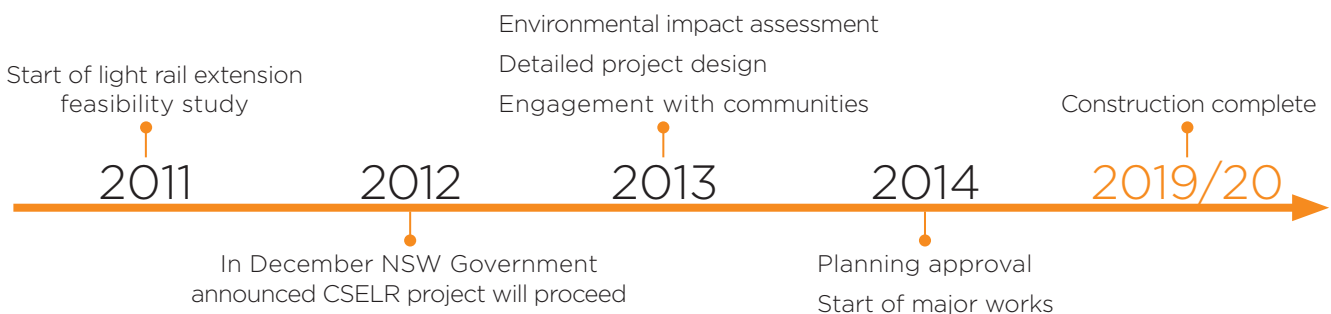 Start of light rail extension
feasibility study
2011
2012
In December NSW Government
announced CSELR project will proceed
Environmental impact assessment
Detailed project design
Engagement with communities
2013
2014
Planning approval
Start of major works
Construction complete
2019/20